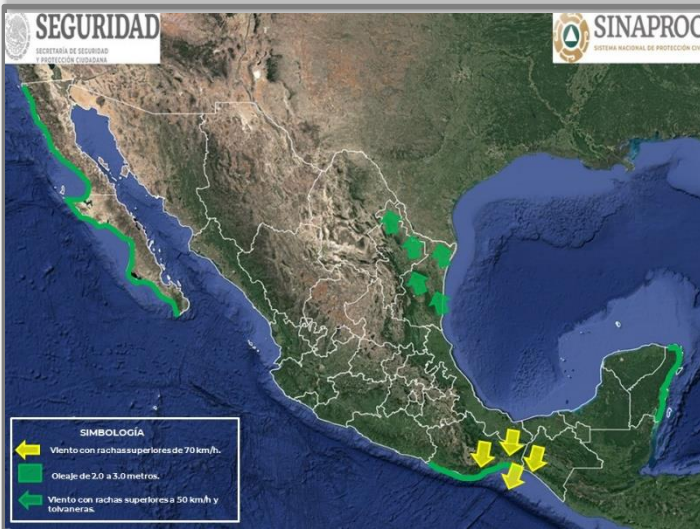 SEGURIDAD
SECRETARÍA DE SEGURIDAD
Y PROTECCIÓN CIUDADANA
SINAPROC
SISTEMA NACIONAL DE PROTECCIÓN CIV
SIMBOLOGÍA
Viento con rachas superiores de 70 km/h.
Oleaje de 2.0 a 3.0 metros.
Viento con rachas superiores a 50 km/h y
tolvaneras.